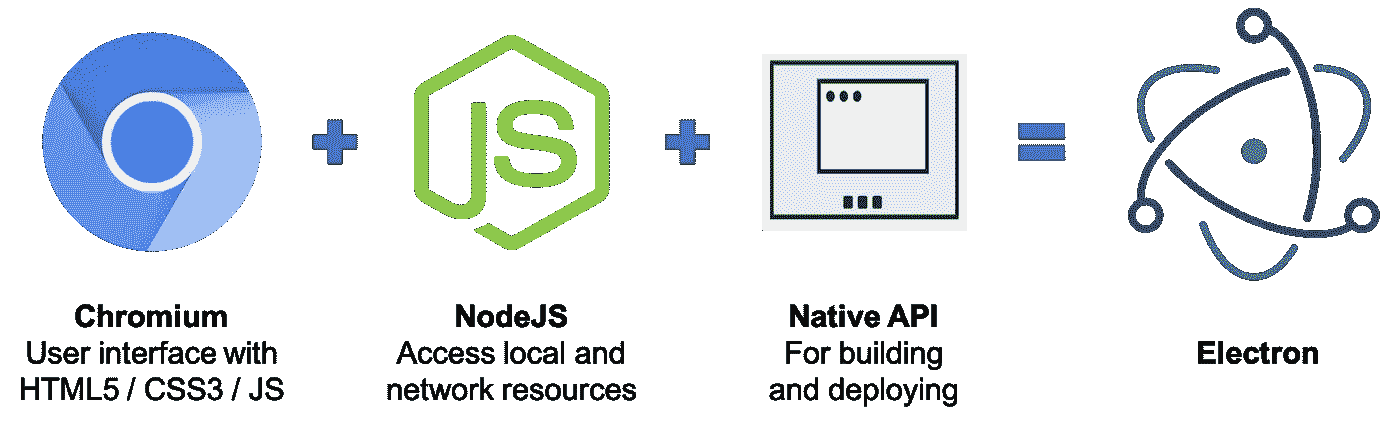 JS
Chromium
User interface with
HTML5 / CSS3 / JS
NodeJS
Access local and
network resources
Native API
For building
and deploying
Electron